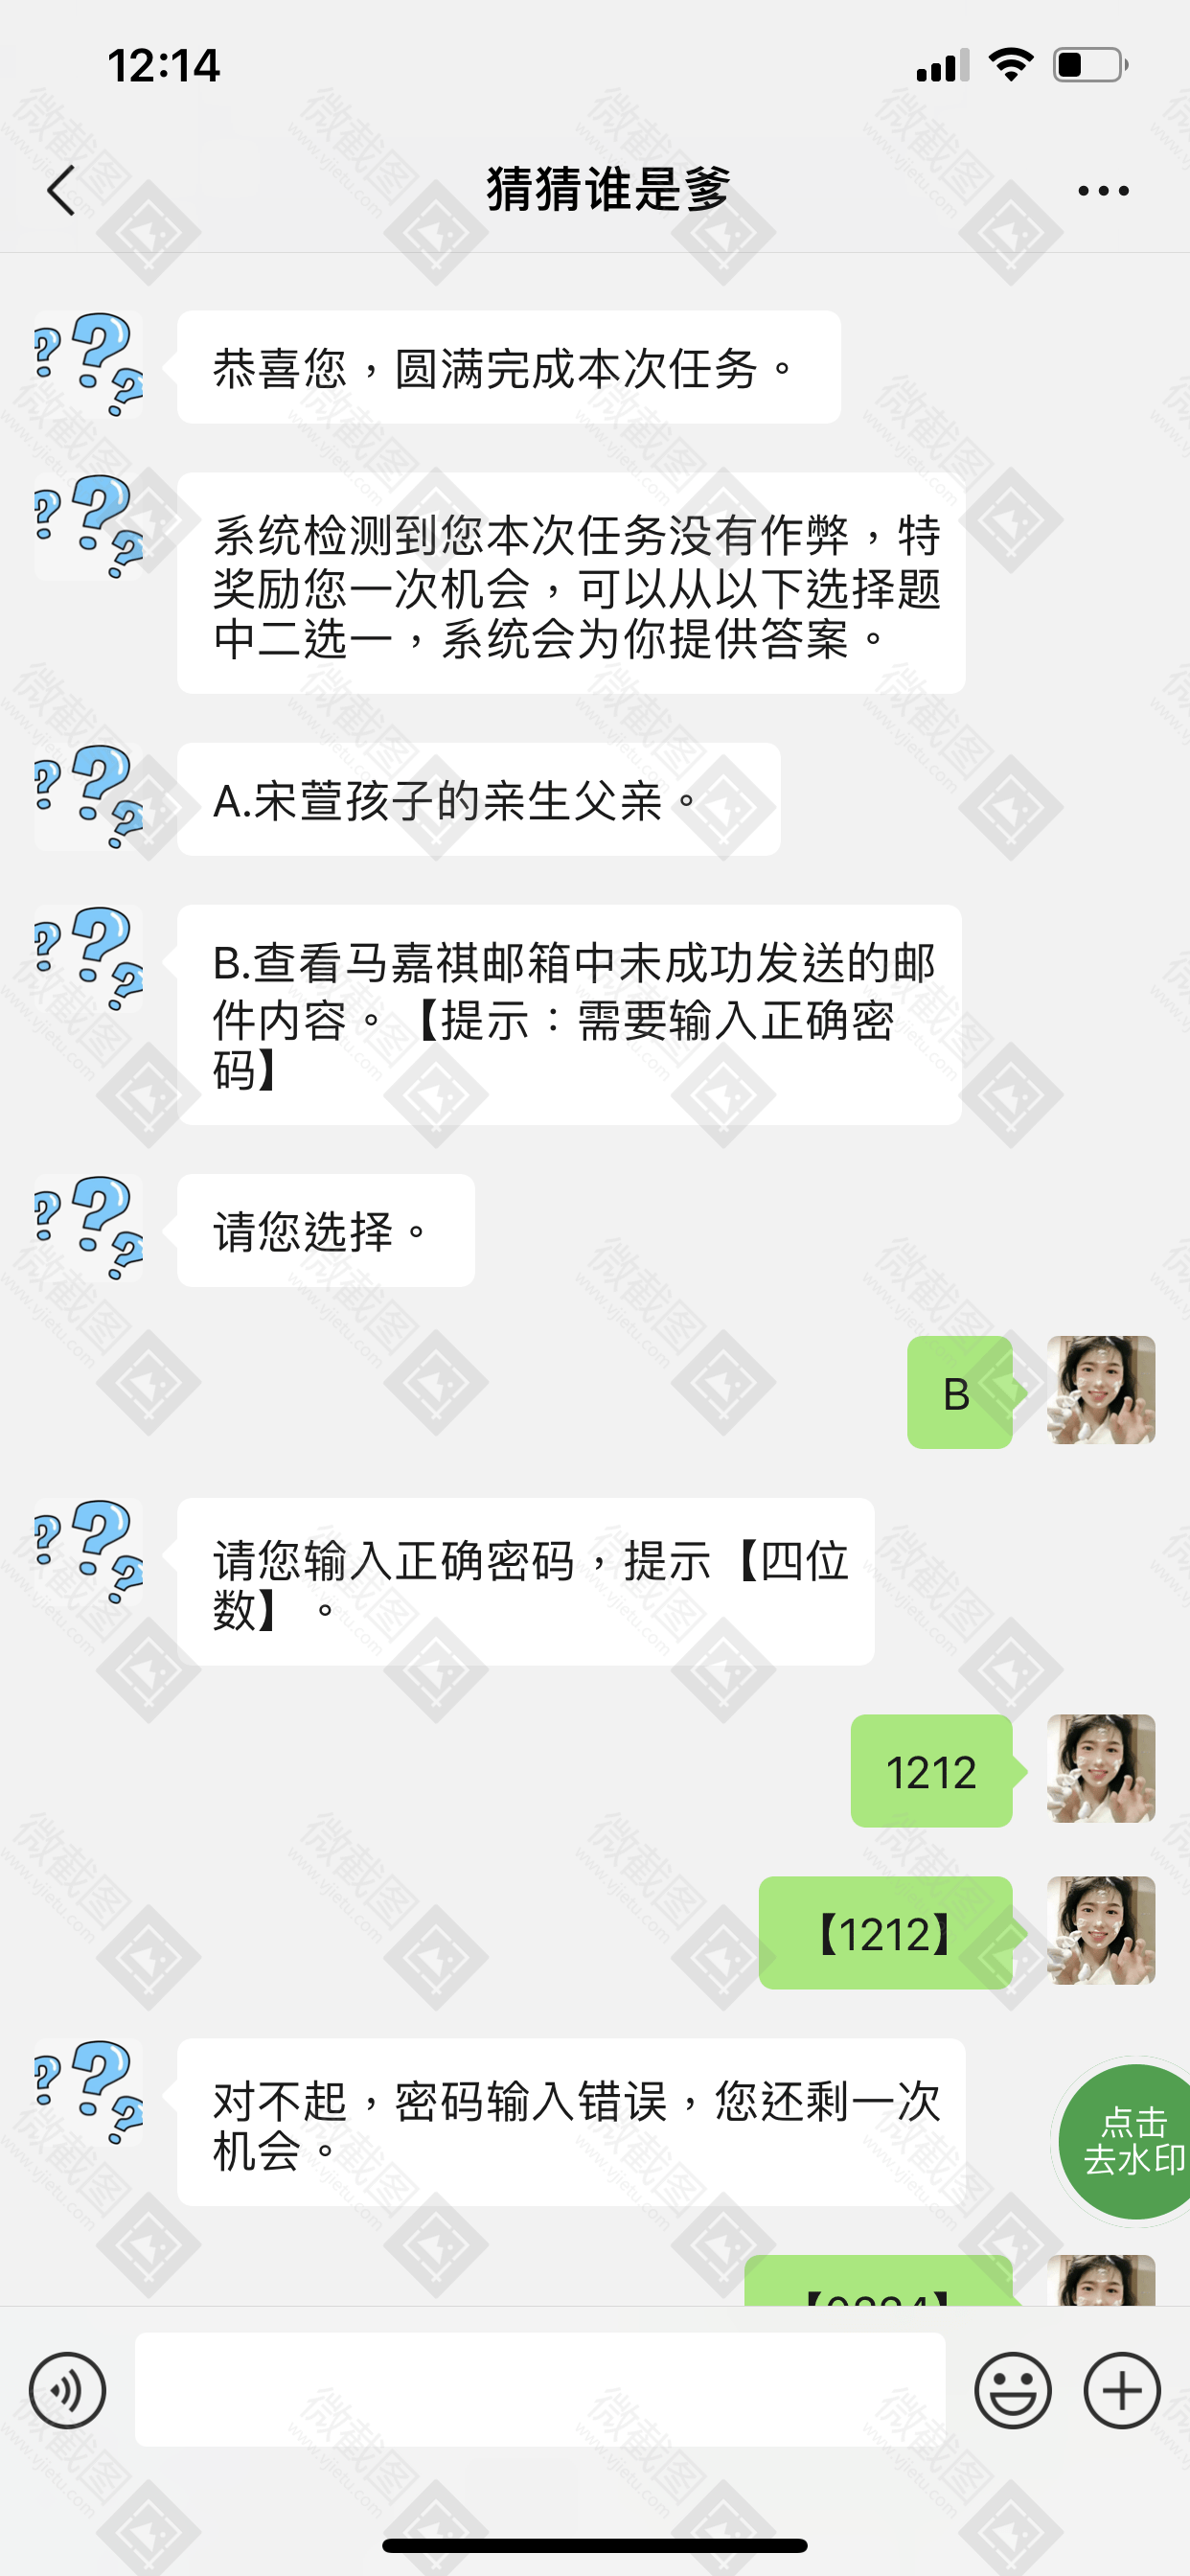 12:14
猜猜谁是爹
恭喜您，圆满完成本次任务。
系统检测到您本次任务没有作弊，特
奖励您一次机会，可以从以下选择题
中二选一，系统会为你提供答案。
A.宋萱孩子的亲生父亲。
B.查看马嘉祺邮箱中未成功发送的邮
件内容。【提示：需要输入正确密
码】
请您选择。
B
请您输入正确密码，提示【四位
数】。
1212
【1212】
对不起，密码输入错误，您还剩一次
机会。
点击
去水印
微截图
www.vjietu.com